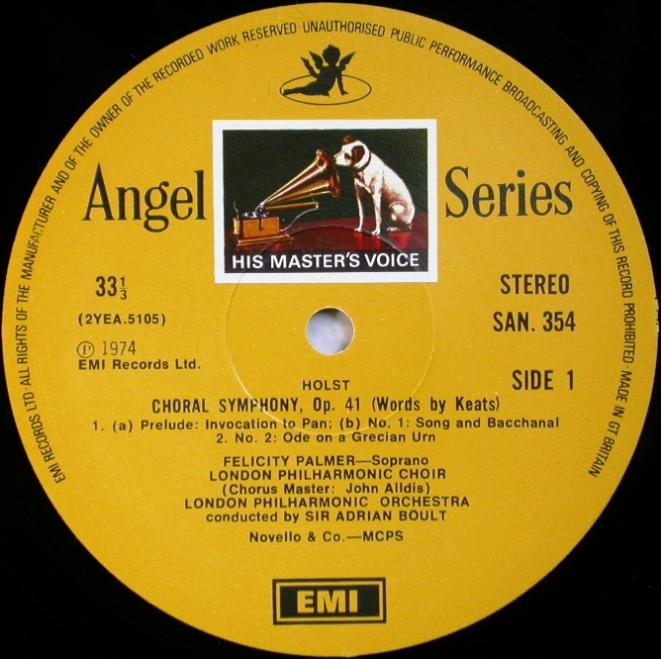 EMI RECORDS LTD·ALL RIGHTS OF THE MANUFACTURER AND OF THE OWNER OF THE RECORDED WORK RESERVED UNAUTHORISED PUBLIC PERFORMANCE BROADCASTING AND COPYING OF THIS RECORD PROHIBITED·MADE IN GT BRITAIN
Angel Series
HIS MASTER'S VOICE
33⅓
STEREO
(2YEA.5105)
SAN. 354
℗ 1974
EMI Records Ltd.
SIDE 1
HOLST
CHORAL SYMPHONY, Op. 41 (Words by Keats)
1. (a) Prelude: Invocation to Pan; (b) No. 1: Song and Bacchanal
2. No. 2: Ode on a Grecian Urn
FELICITY PALMER—Soprano
LONDON PHILHARMONIC CHOIR
(Chorus Master: John Alldis)
LONDON PHILHARMONIC ORCHESTRA
conducted by SIR ADRIAN BOULT
Novello & Co.—MCPS
EMI